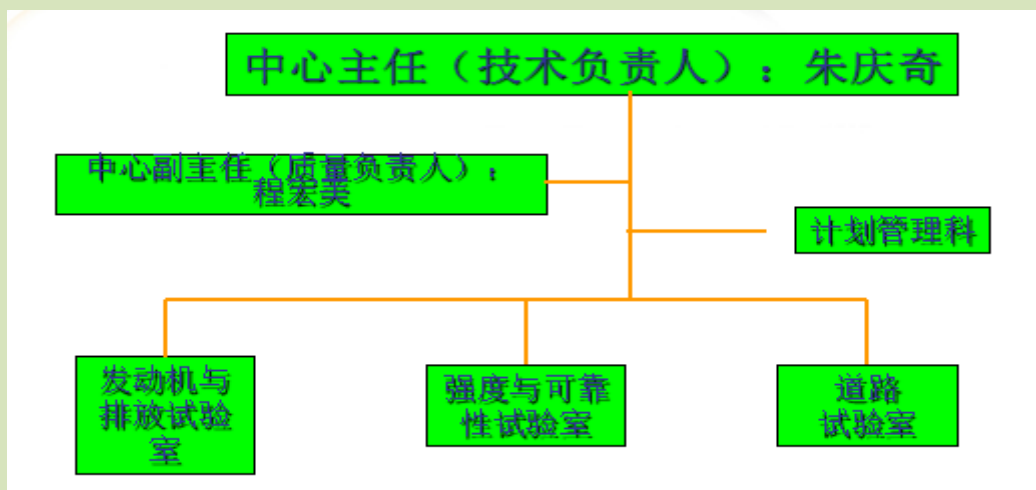 中心主任（技术负责人）：朱庆奇
中心副主任（质量负责人）：
程宏美
计划管理科
发动机与
排放试验
室
强度与可靠
性试验室
道路
试验室